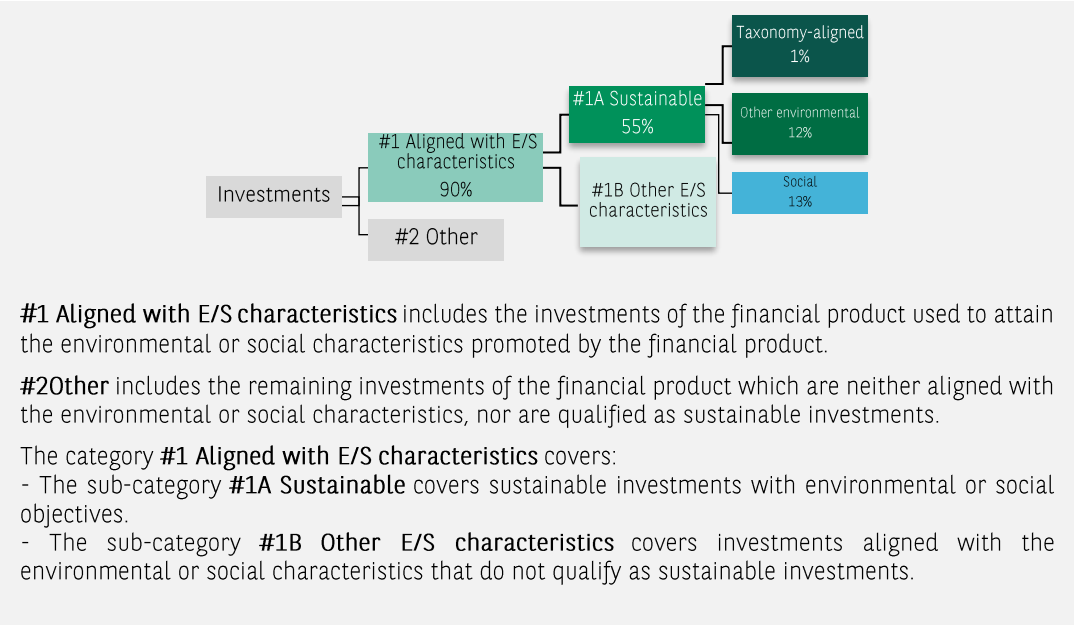 Taxonomy-aligned
1%
#1A Sustainable
55%
Other environmental
12%
#1 Aligned with E/S
characteristics
90%
Social
13%
Investments
#1B Other E/S
characteristics
#2 Other
#1 Aligned with E/S characteristics includes the investments of the financial product used to attain
the environmental or social characteristics promoted by the financial product.
#2Other includes the remaining investments of the financial product which are neither aligned with
the environmental or social characteristics, nor are qualified as sustainable investments.
The category #1 Aligned with E/S characteristics covers:
- The sub-category #1A Sustainable covers sustainable investments with environmental or social
objectives.
- The sub-category #1B Other E/S characteristics covers investments aligned with the
environmental or social characteristics that do not qualify as sustainable investments.